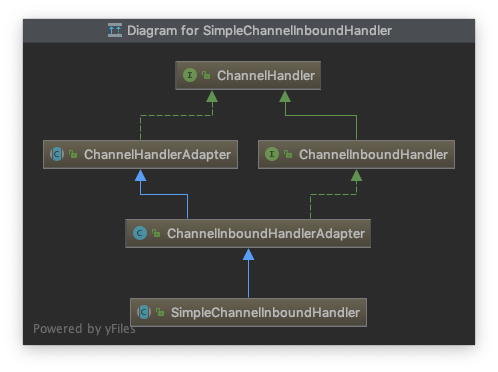 Diagram for SimpleChannelInboundHandler
I ChannelHandler
C ChannelHandlerAdapter
I ChannelInboundHandler
C ChannelInboundHandlerAdapter
C SimpleChannelInboundHandler
Powered by yFiles